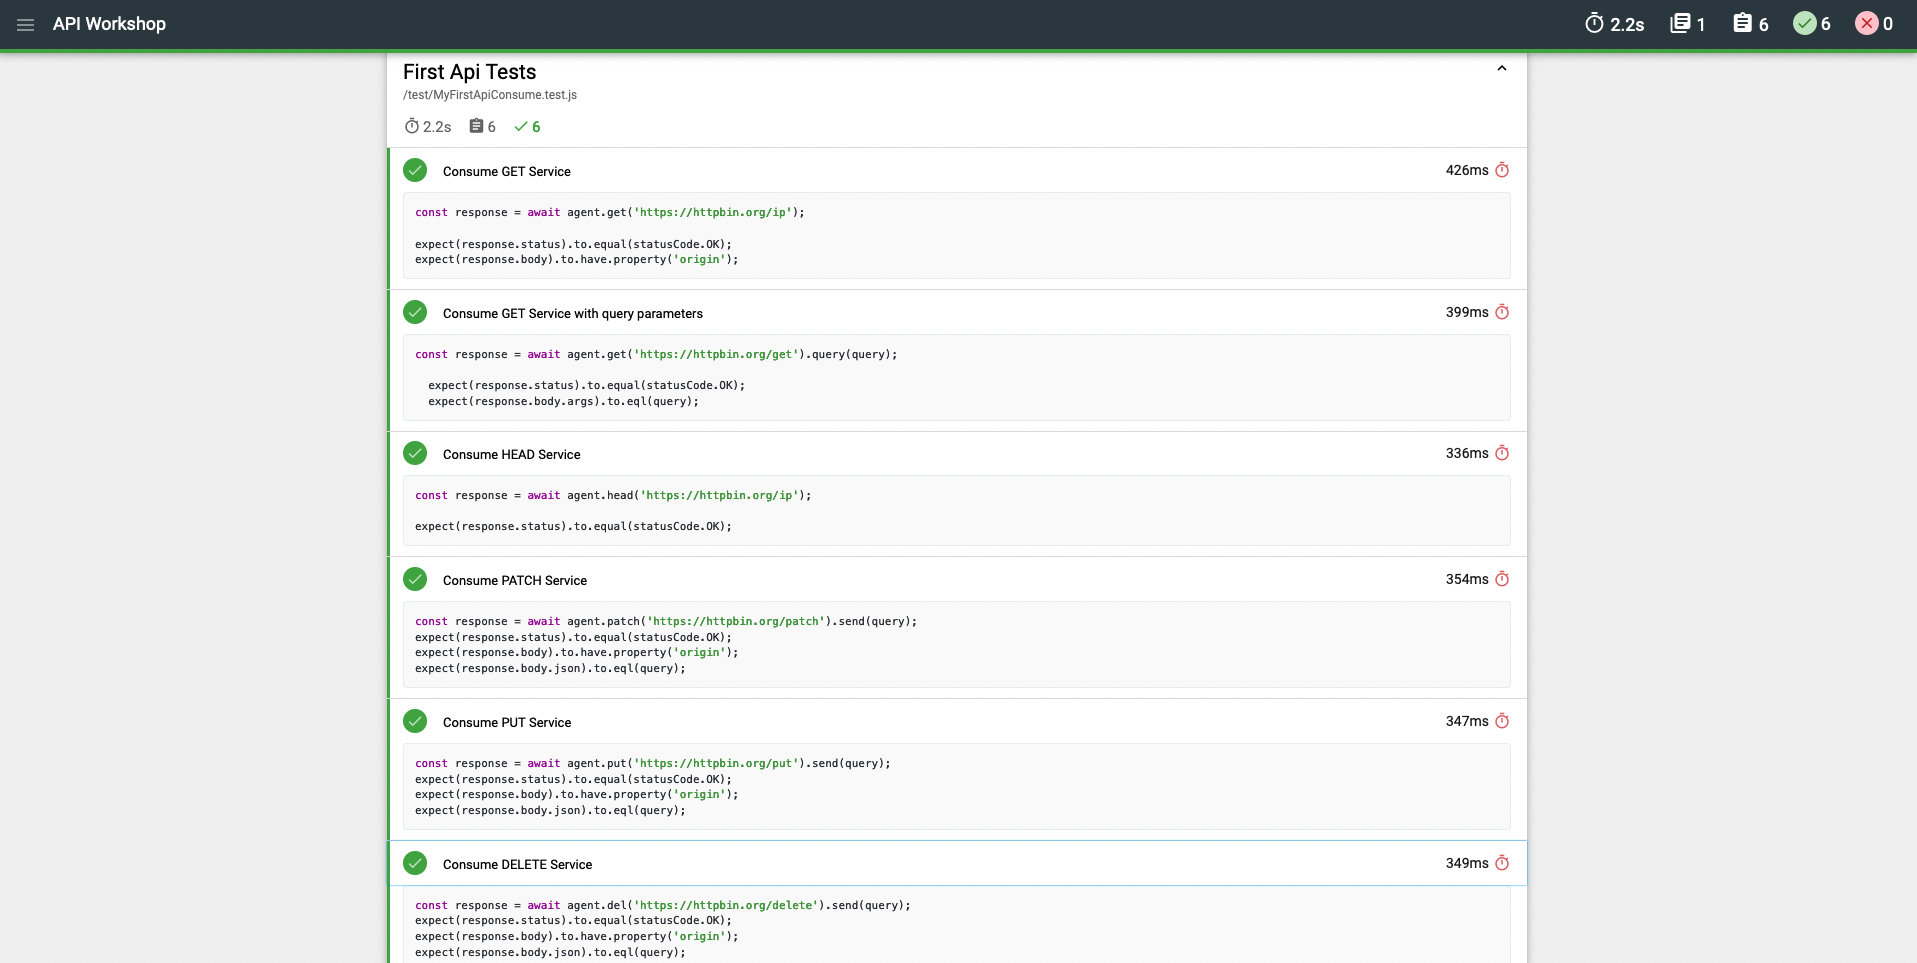 API Workshop
2.2s 1 6 6 0
First Api Tests
/test/MyFirstApiConsume.test.js
2.2s 6 6
Consume GET Service 426ms
const response = await agent.get('https://httpbin.org/ip');
expect(response.status).to.equal(statusCode.OK);
expect(response.body).to.have.property('origin');
Consume GET Service with query parameters 399ms
const response = await agent.get('https://httpbin.org/get').query(query);
expect(response.status).to.equal(statusCode.OK);
expect(response.body.args).to.eql(query);
Consume HEAD Service 336ms
const response = await agent.head('https://httpbin.org/ip');
expect(response.status).to.equal(statusCode.OK);
Consume PATCH Service 354ms
const response = await agent.patch('https://httpbin.org/patch').send(query);
expect(response.status).to.equal(statusCode.OK);
expect(response.body).to.have.property('origin');
expect(response.body.json).to.eql(query);
Consume PUT Service 347ms
const response = await agent.put('https://httpbin.org/put').send(query);
expect(response.status).to.equal(statusCode.OK);
expect(response.body).to.have.property('origin');
expect(response.body.json).to.eql(query);
Consume DELETE Service 349ms
const response = await agent.del('https://httpbin.org/delete').send(query);
expect(response.status).to.equal(statusCode.OK);
expect(response.body).to.have.property('origin');
expect(response.body.json).to.eql(query);